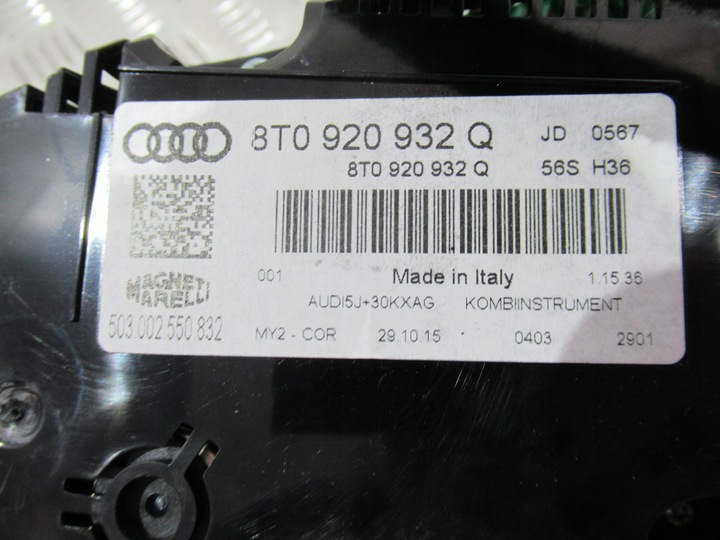 8T0 920 932 Q JD 0567
8T0 920 932 Q 56S H36
MAGNETI
MARELLI
503.002.550 832
001 Made in Italy 1.15.36
AUDI5J+30KXAG KOMBIINSTRUMENT
MY2 - COR 29.10.15 0403 2901